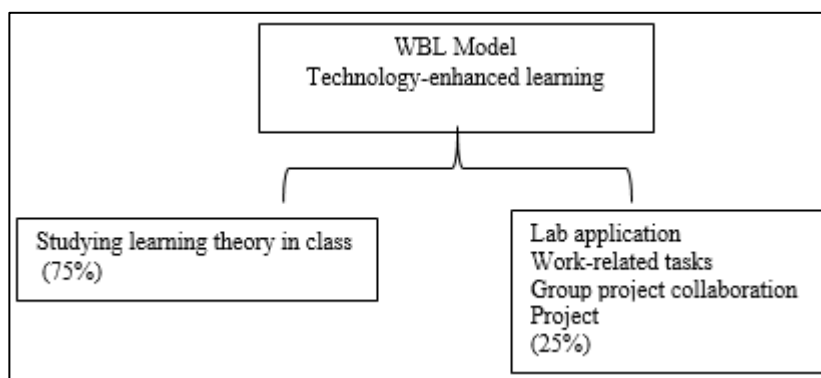 WBL Model
Technology-enhanced learning
Studying learning theory in class
(75%)
Lab application
Work-related tasks
Group project collaboration
Project
(25%)